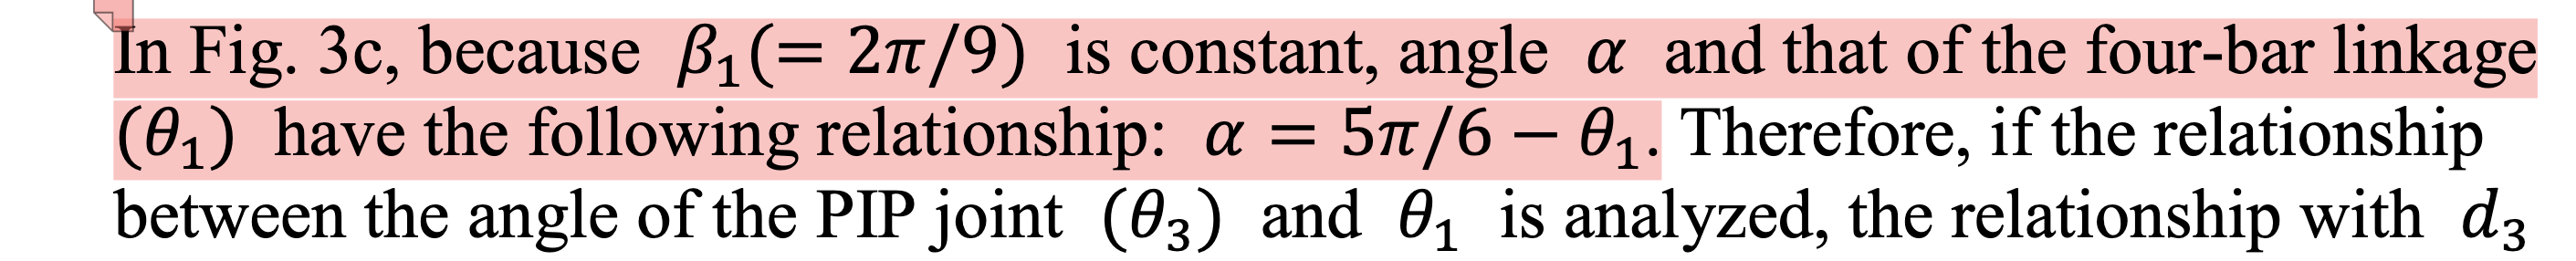 In Fig. 3c, because β₁(= 2π/9) is constant, angle α and that of the four-bar linkage
(θ₁) have the following relationship: α = 5π/6 − θ₁. Therefore, if the relationship
between the angle of the PIP joint (θ₃) and θ₁ is analyzed, the relationship with d₃